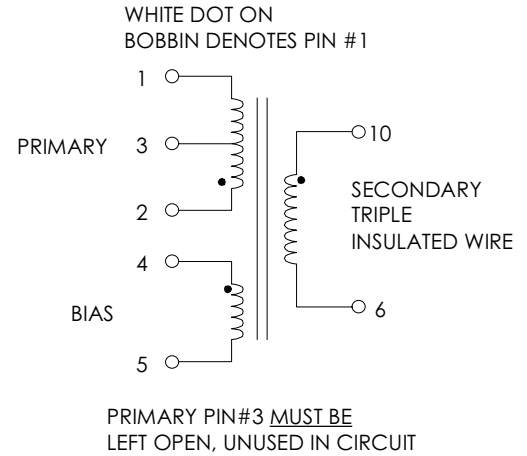 WHITE DOT ON
BOBBIN DENOTES PIN #1
1
PRIMARY
3
2
4
BIAS
5
10
SECONDARY
TRIPLE
INSULATED WIRE
6
PRIMARY PIN#3 MUST BE
LEFT OPEN, UNUSED IN CIRCUIT